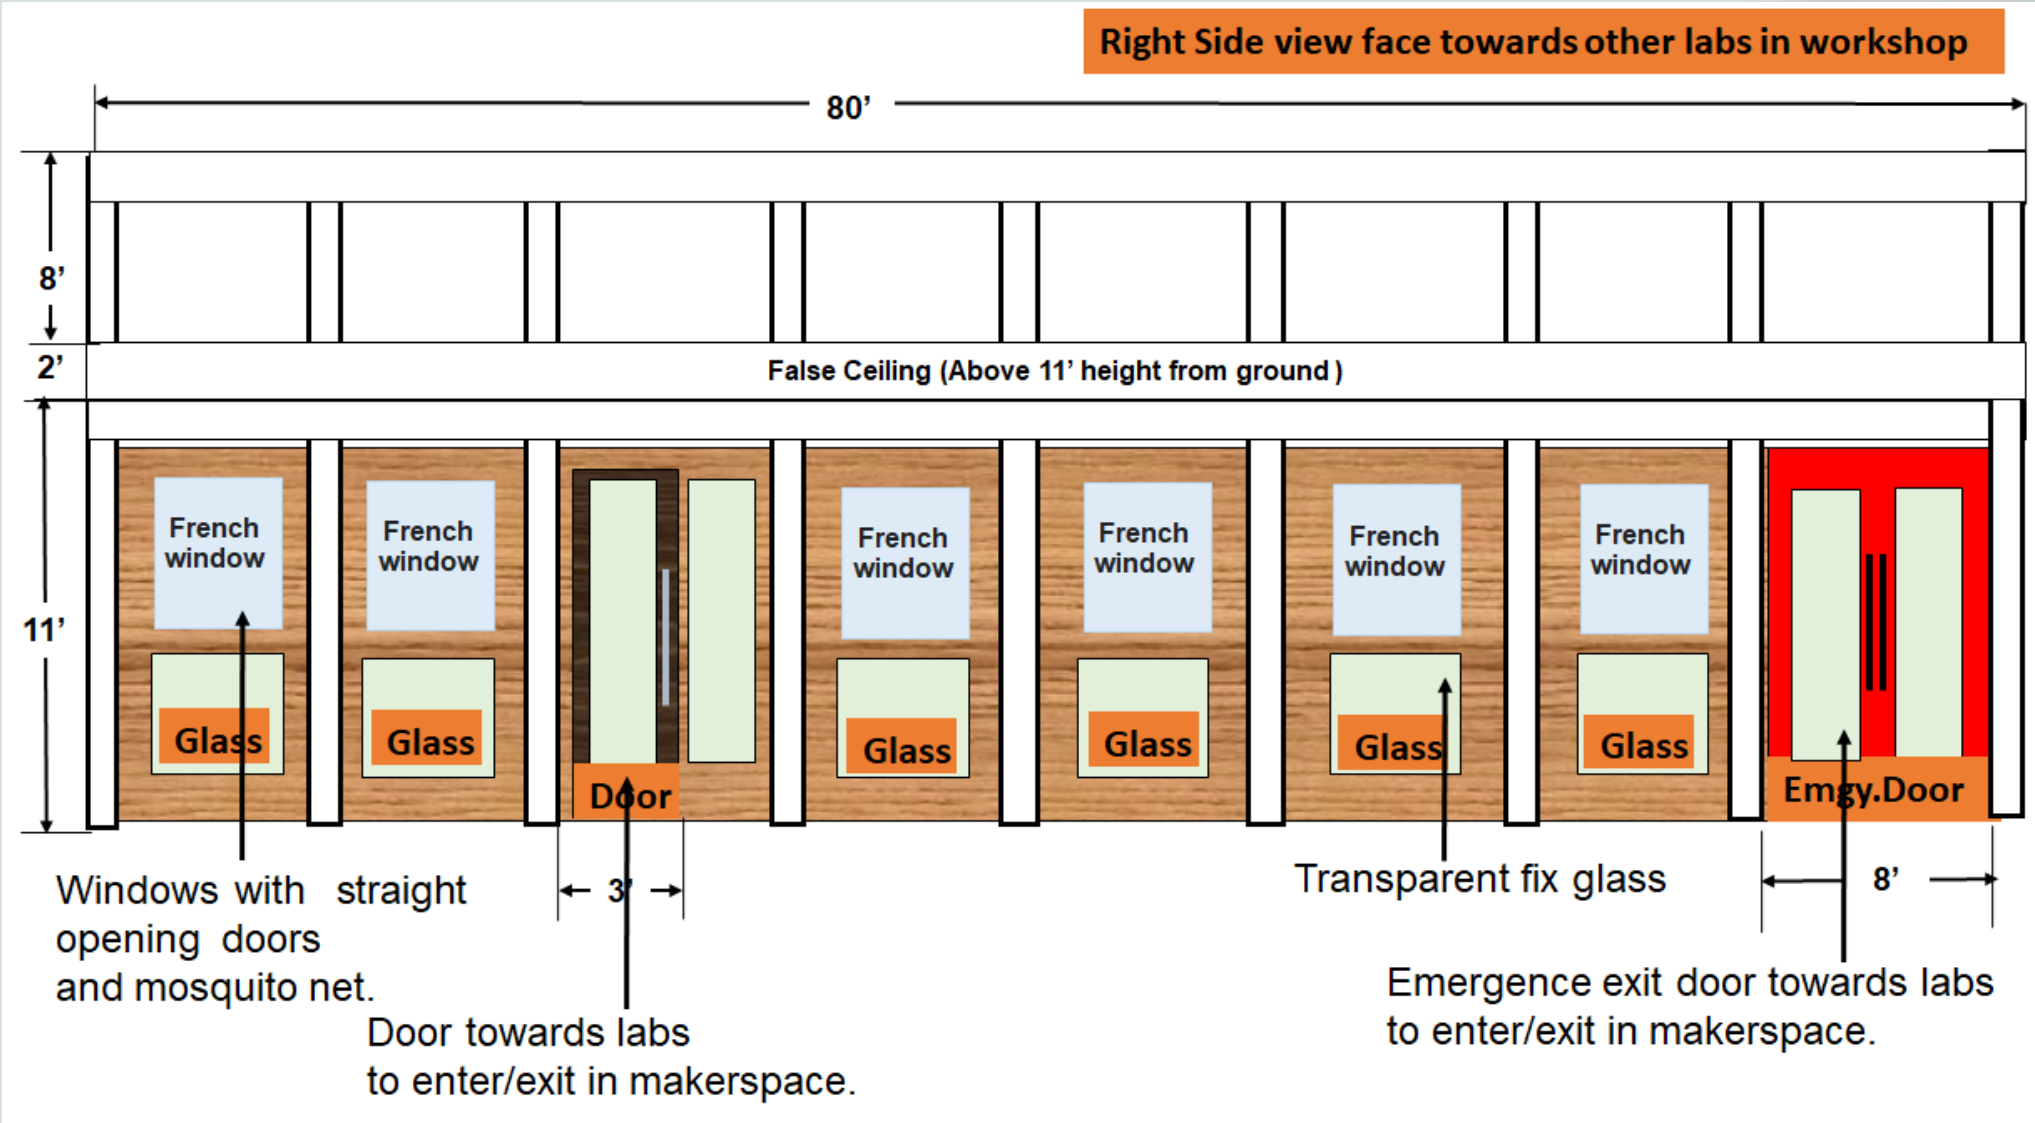 Right Side view face towards other labs in workshop
80’
8’
2’
False Ceiling (Above 11’ height from ground )
11’
French
window
French
window
French
window
French
window
French
window
French
window
Glass
Glass
Glass
Glass
Glass
Glass
Door
Emgy.Door
3’
8’
Windows with straight
opening doors
and mosquito net.
Transparent fix glass
Door towards labs
to enter/exit in makerspace.
Emergence exit door towards labs
to enter/exit in makerspace.